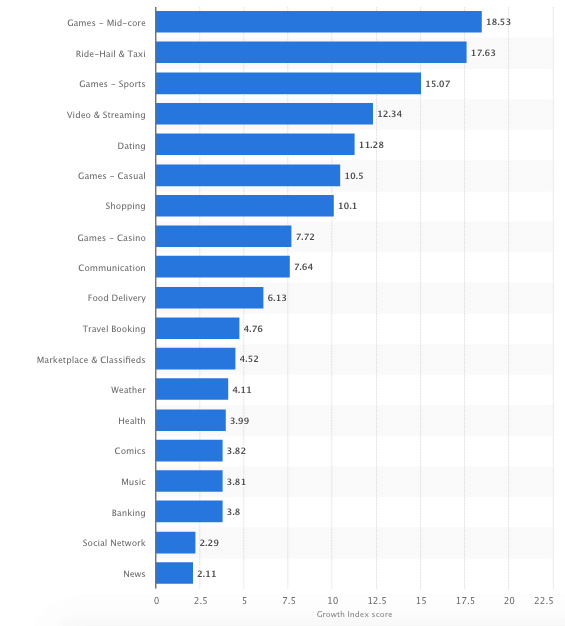 Games – Mid-core 18.53
Ride-Hail & Taxi 17.63
Games – Sports 15.07
Video & Streaming 12.34
Dating 11.28
Games – Casual 10.5
Shopping 10.1
Games – Casino 7.72
Communication 7.64
Food Delivery 6.13
Travel Booking 4.76
Marketplace & Classifieds 4.52
Weather 4.11
Health 3.99
Comics 3.82
Music 3.81
Banking 3.8
Social Network 2.29
News 2.11
0 2.5 5 7.5 10 12.5 15 17.5 20 22.5
Growth Index score